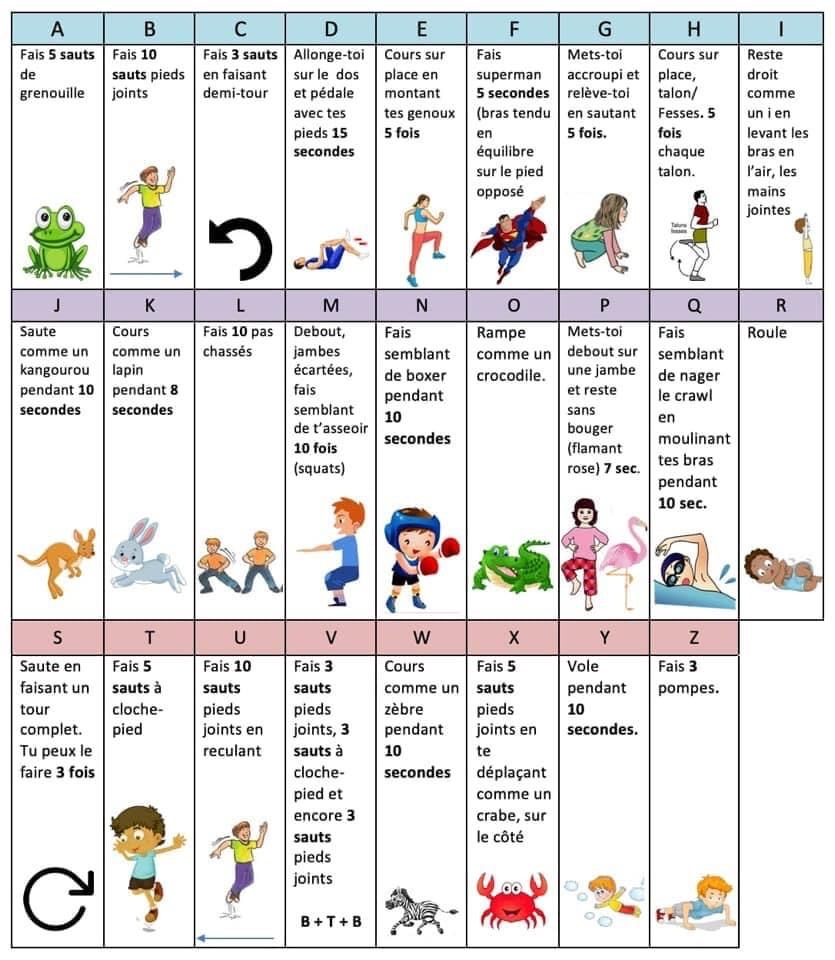 A B C D E F G H I
Fais 5 sauts
de
grenouille
Fais 10
sauts pieds
joints
Fais 3 sauts
en faisant
demi-tour
Allonge-toi
sur le dos
et pédale
avec tes
pieds 15
secondes
Cours sur
place en
montant
tes genoux
5 fois
Fais
superman
5 secondes
(bras tendu
en
équilibre
sur le pied
opposé
Mets-toi
accroupi et
relève-toi
en sautant
5 fois.
Cours sur
place,
talon/
Fesses. 5
fois
chaque
talon.
Talons
fesses
Reste
droit
comme
un i en
levant les
bras en
l'air, les
mains
jointes
J K L M N O P Q R
Saute
comme un
kangourou
pendant 10
secondes
Cours
comme un
lapin
pendant 8
secondes
Fais 10 pas
chassés
Debout,
jambes
écartées,
fais
semblant
de t'asseoir
10 fois
(squats)
Fais
semblant
de boxer
pendant
10
secondes
Rampe
comme un
crocodile.
Mets-toi
debout sur
une jambe
et reste
sans
bouger
(flamant
rose) 7 sec.
Fais
semblant
de nager
le crawl
en
moulinant
tes bras
pendant
10 sec.
Roule
S T U V W X Y Z
Saute en
faisant un
tour
complet.
Tu peux le
faire 3 fois
Fais 5
sauts à
cloche-
pied
Fais 10
sauts
pieds
joints en
reculant
Fais 3
sauts
pieds
joints, 3
sauts à
cloche-
pied et
encore 3
sauts
pieds
joints
B + T + B
Cours
comme un
zèbre
pendant
10
secondes
Fais 5
sauts
pieds
joints en
te
déplaçant
comme un
crabe, sur
le côté
Vole
pendant
10
secondes.
Fais 3
pompes.